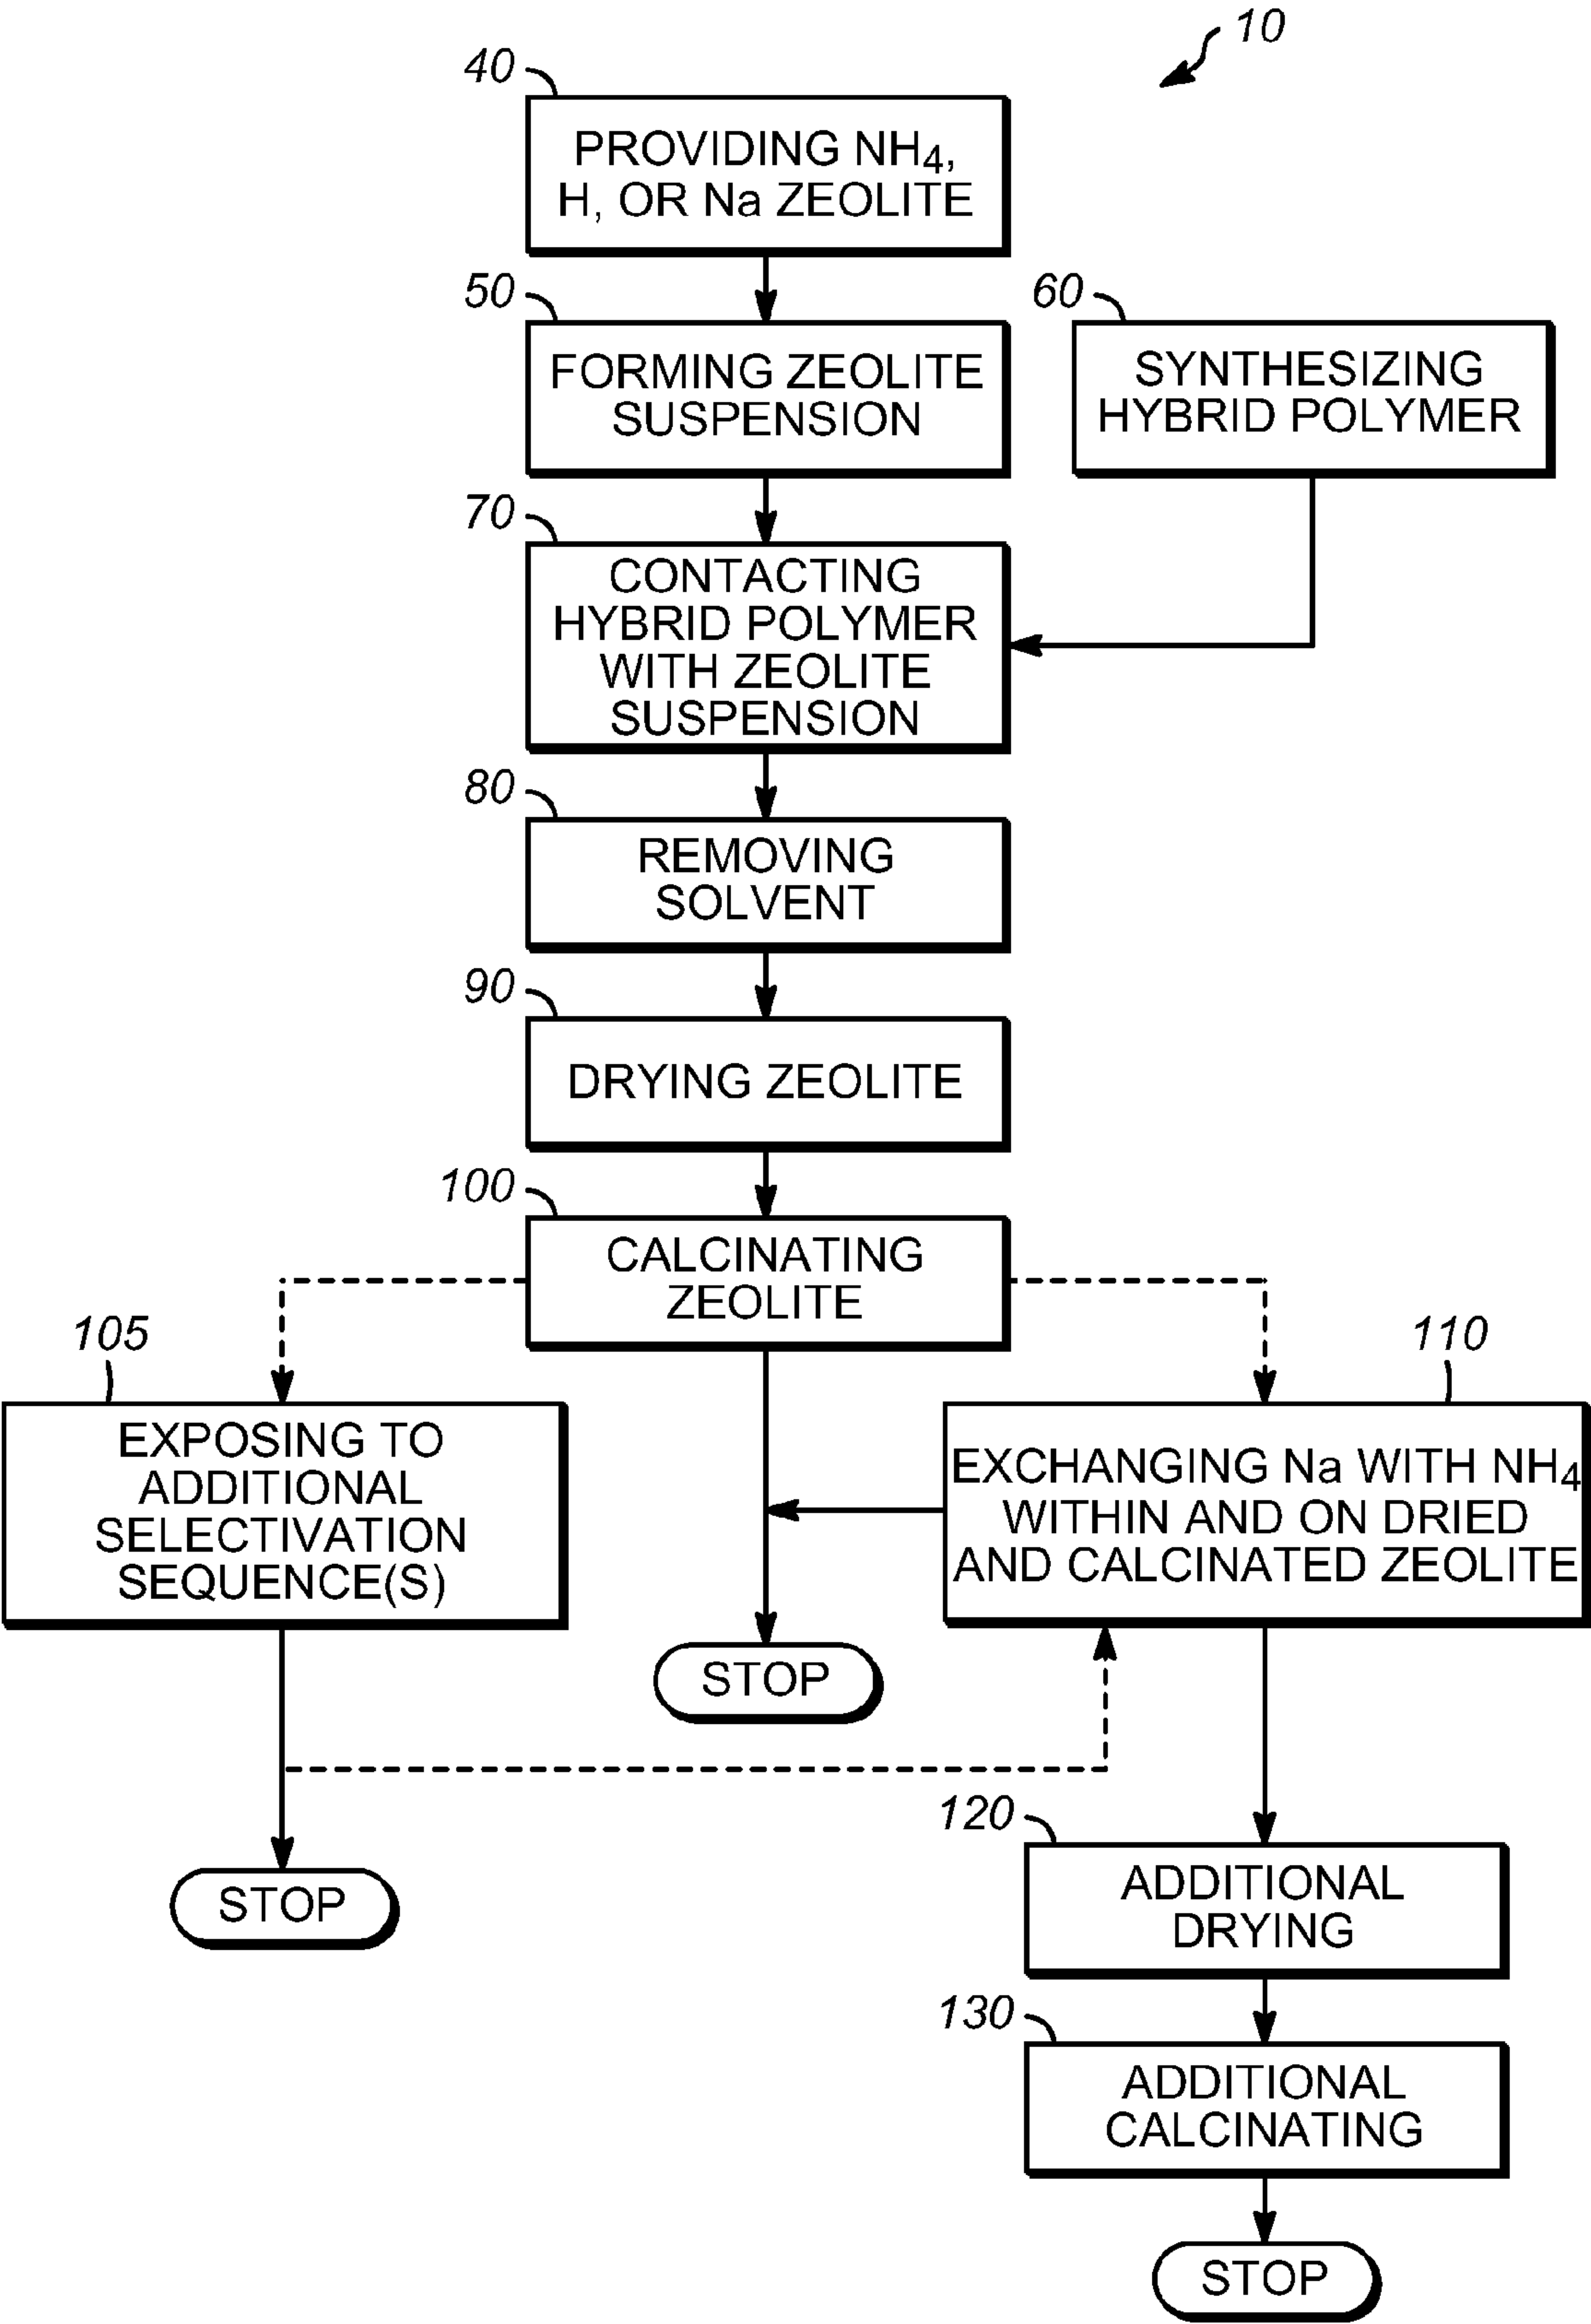 10
40
PROVIDING NH4,
H, OR Na ZEOLITE
50
FORMING ZEOLITE
SUSPENSION
60
SYNTHESIZING
HYBRID POLYMER
70
CONTACTING
HYBRID POLYMER
WITH ZEOLITE
SUSPENSION
80
REMOVING
SOLVENT
90
DRYING ZEOLITE
100
CALCINATING
ZEOLITE
105
EXPOSING TO
ADDITIONAL
SELECTIVATION
SEQUENCE(S)
110
EXCHANGING Na WITH NH4
WITHIN AND ON DRIED
AND CALCINATED ZEOLITE
STOP
STOP
120
ADDITIONAL
DRYING
130
ADDITIONAL
CALCINATING
STOP